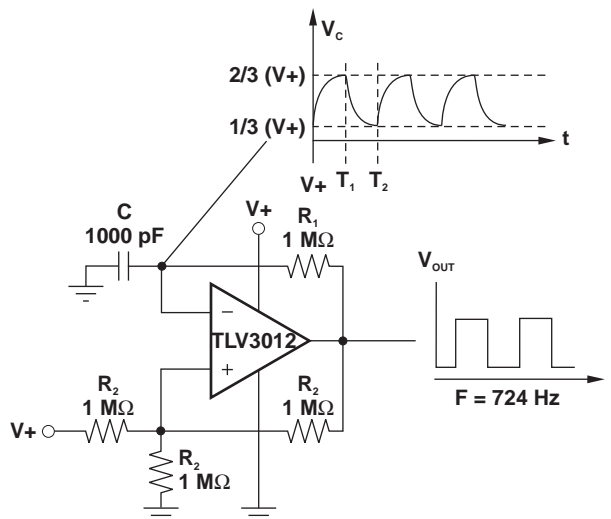 V_C
2/3 (V+)
1/3 (V+)
t
V+ T_1 T_2
C
1000 pF
V+
R_1
1 MΩ
V_OUT
−
TLV3012
+
R_2
1 MΩ
R_2
1 MΩ
V+
R_2
1 MΩ
F = 724 Hz